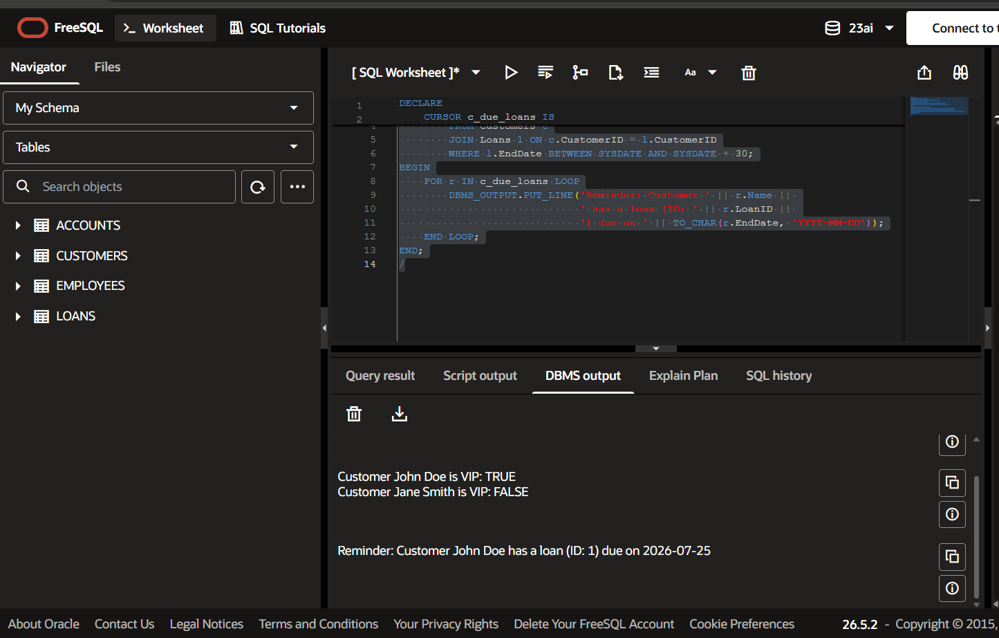 FreeSQL
Worksheet
SQL Tutorials
23ai
Connect to t
Navigator
Files
My Schema
Tables
Search objects
ACCOUNTS
CUSTOMERS
EMPLOYEES
LOANS
[ SQL Worksheet ]*
Aa
1 DECLARE
2 CURSOR c_due_loans IS
4 FROM Customers c
5 JOIN Loans l ON c.CustomerID = l.CustomerID
6 WHERE l.EndDate BETWEEN SYSDATE AND SYSDATE + 30;
7 BEGIN
8 FOR r IN c_due_loans LOOP
9 DBMS_OUTPUT.PUT_LINE('Reminder: Customer ' || r.Name ||
10 ' has a loan (ID: ' || r.LoanID ||
11 ') due on ' || TO_CHAR(r.EndDate, 'YYYY-MM-DD'));
12 END LOOP;
13 END;
14 /
Query result
Script output
DBMS output
Explain Plan
SQL history
Customer John Doe is VIP: TRUE
Customer Jane Smith is VIP: FALSE
Reminder: Customer John Doe has a loan (ID: 1) due on 2026-07-25
About Oracle
Contact Us
Legal Notices
Terms and Conditions
Your Privacy Rights
Delete Your FreeSQL Account
Cookie Preferences
26.5.2 - Copyright © 2015,